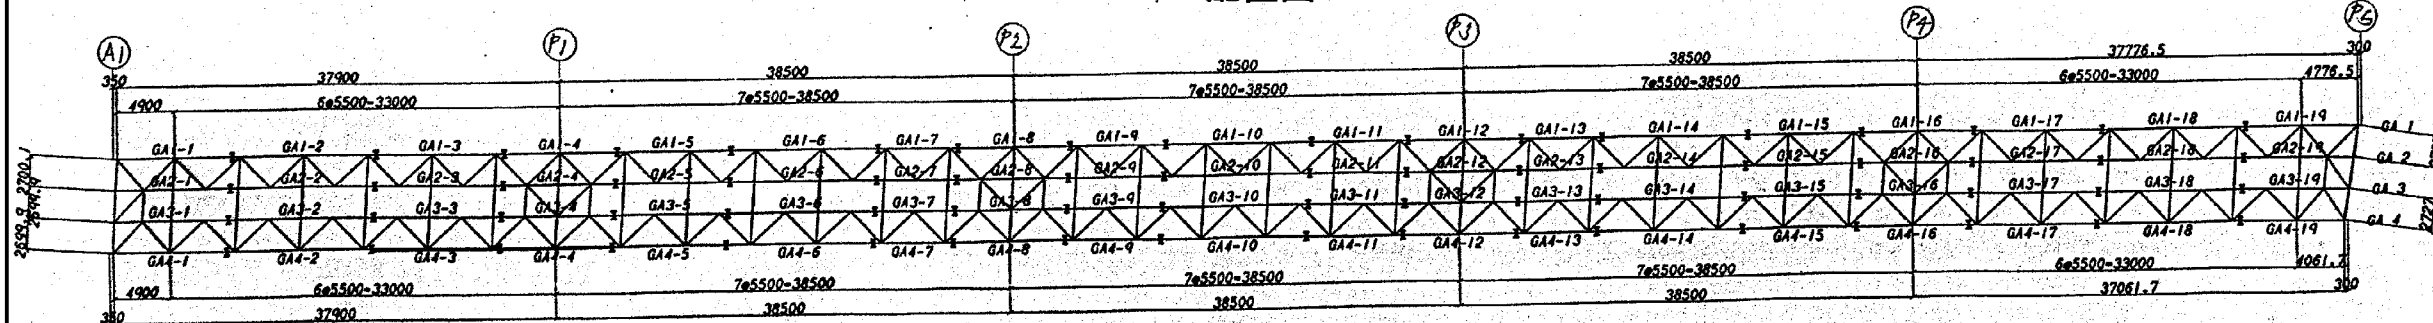 A1 P1 P2 P3 P4 P5
350 37900 38500 38500 38500 37776.5 300
4900 6@5500-33000 7@5500-38500 7@5500-38500 7@5500-38500 6@5500-33000 4776.5
GA1-1 GA1-2 GA1-3 GA1-4 GA1-5 GA1-6 GA1-7 GA1-8 GA1-9 GA1-10 GA1-11 GA1-12 GA1-13 GA1-14 GA1-15 GA1-16 GA1-17 GA1-18 GA1-19 GA 1
GA2-1 GA2-2 GA2-3 GA2-4 GA2-5 GA2-6 GA2-7 GA2-8 GA2-9 GA2-10 GA2-11 GA2-12 GA2-13 GA2-14 GA2-15 GA2-16 GA2-17 GA2-18 GA2-19 GA 2
GA3-1 GA3-2 GA3-3 GA3-4 GA3-5 GA3-6 GA3-7 GA3-8 GA3-9 GA3-10 GA3-11 GA3-12 GA3-13 GA3-14 GA3-15 GA3-16 GA3-17 GA3-18 GA3-19 GA 3
GA4-1 GA4-2 GA4-3 GA4-4 GA4-5 GA4-6 GA4-7 GA4-8 GA4-9 GA4-10 GA4-11 GA4-12 GA4-13 GA4-14 GA4-15 GA4-16 GA4-17 GA4-18 GA4-19 GA 4
2700.1
2699.9
2699.9
4900 6@5500-33000 7@5500-38500 7@5500-38500 7@5500-38500 6@5500-33000 4061.7
350 37900 38500 38500 38500 37061.7 300